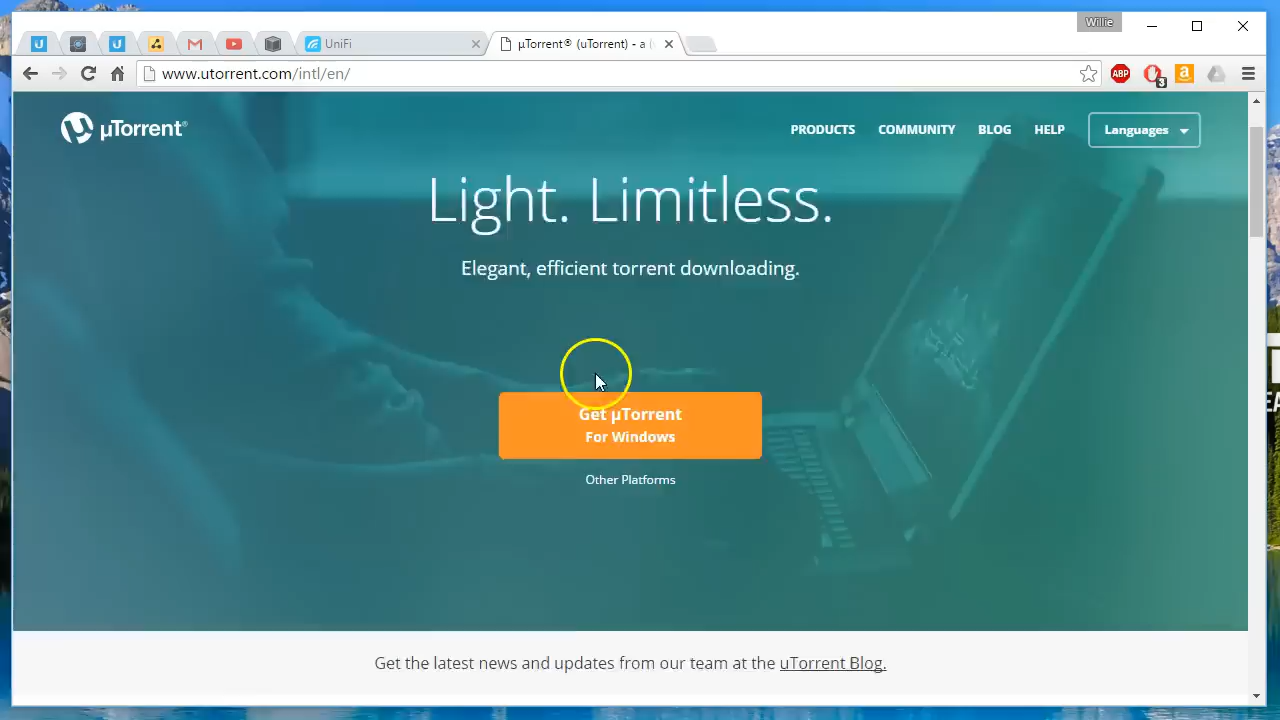 Willie
UniFi
µTorrent® (uTorrent) - a (
www.utorrent.com/intl/en/
ABP
3
µTorrent®
PRODUCTS
COMMUNITY
BLOG
HELP
Languages
Light. Limitless.
Elegant, efficient torrent downloading.
Get µTorrent
For Windows
Other Platforms
Get the latest news and updates from our team at the uTorrent Blog.